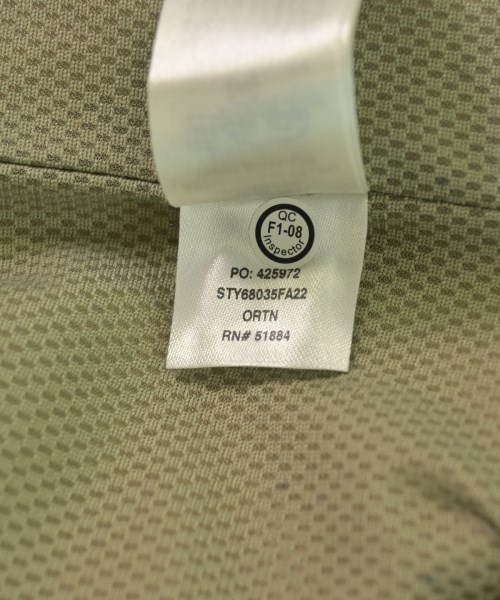 QC
F1-08
Inspector
PO: 425972
STY68035FA22
ORTN
RN# 51884